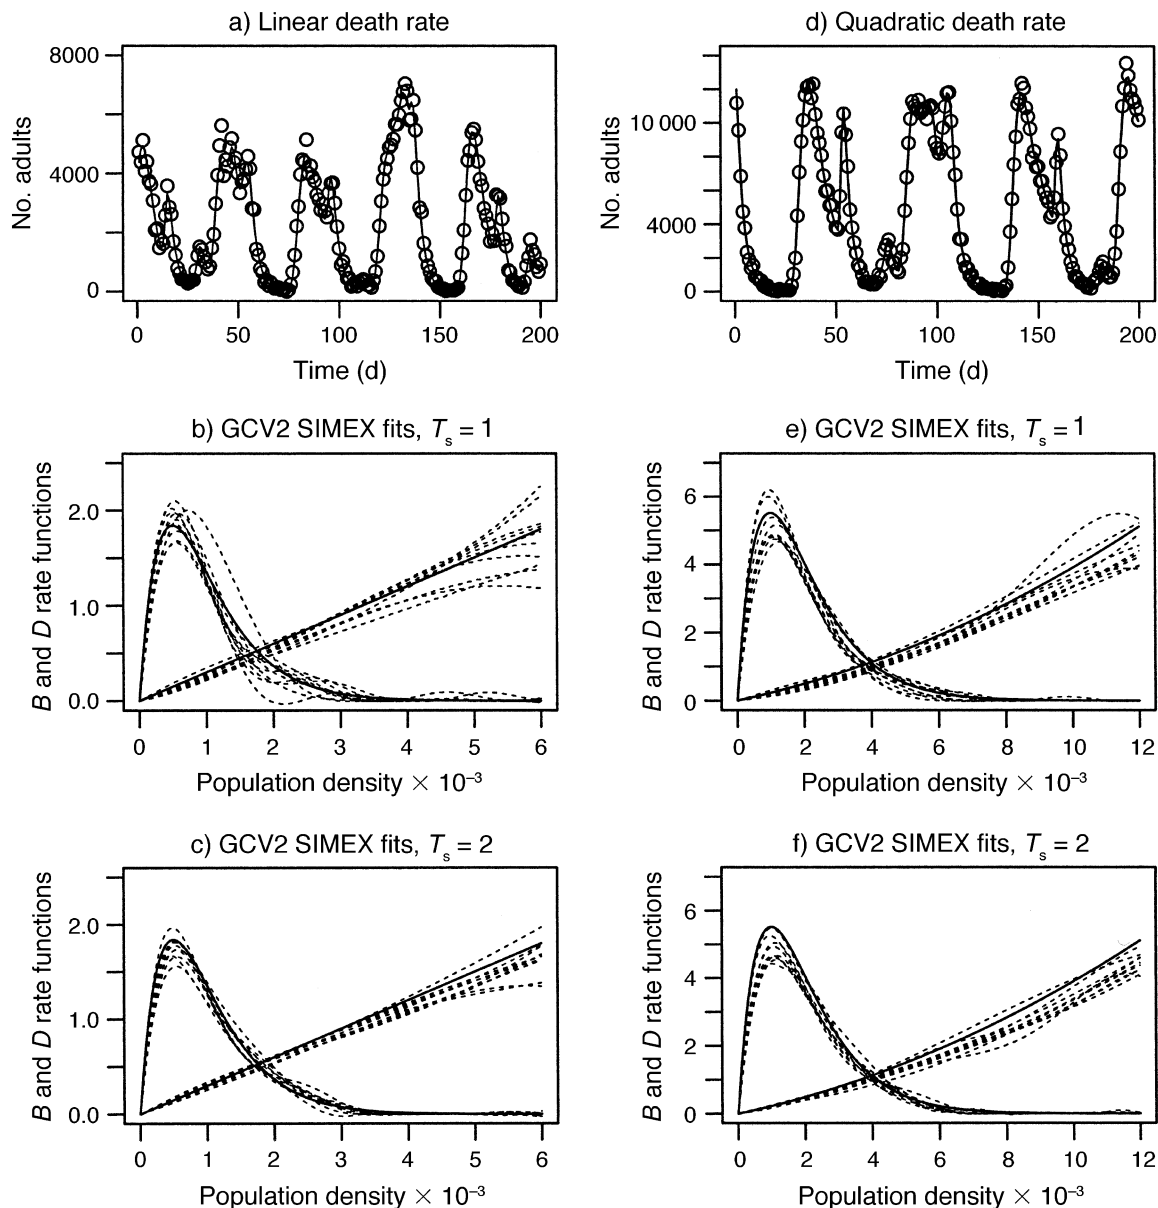 a) Linear death rate
No. adults
8000
4000
0
0 50 100 150 200
Time (d)
d) Quadratic death rate
No. adults
10 000
4000
0
0 50 100 150 200
Time (d)
b) GCV2 SIMEX fits, Ts = 1
B and D rate functions
2.0
1.0
0.0
0 1 2 3 4 5 6
Population density × 10–3
e) GCV2 SIMEX fits, Ts = 1
B and D rate functions
6
4
2
0
0 2 4 6 8 10 12
Population density × 10–3
c) GCV2 SIMEX fits, Ts = 2
B and D rate functions
2.0
1.0
0.0
0 1 2 3 4 5 6
Population density × 10–3
f) GCV2 SIMEX fits, Ts = 2
B and D rate functions
6
4
2
0
0 2 4 6 8 10 12
Population density × 10–3